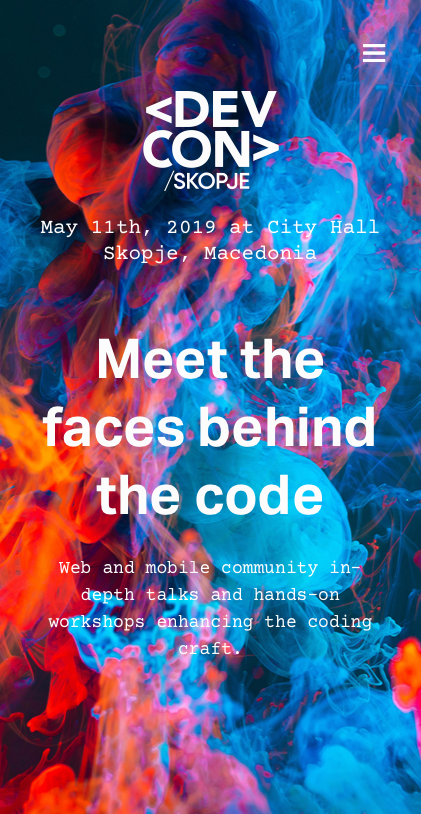 <DEV
CON>
/SKOPJE
May 11th, 2019 at City Hall
Skopje, Macedonia
Meet the
faces behind
the code
Web and mobile community in-
depth talks and hands-on
workshops enhancing the coding
craft.